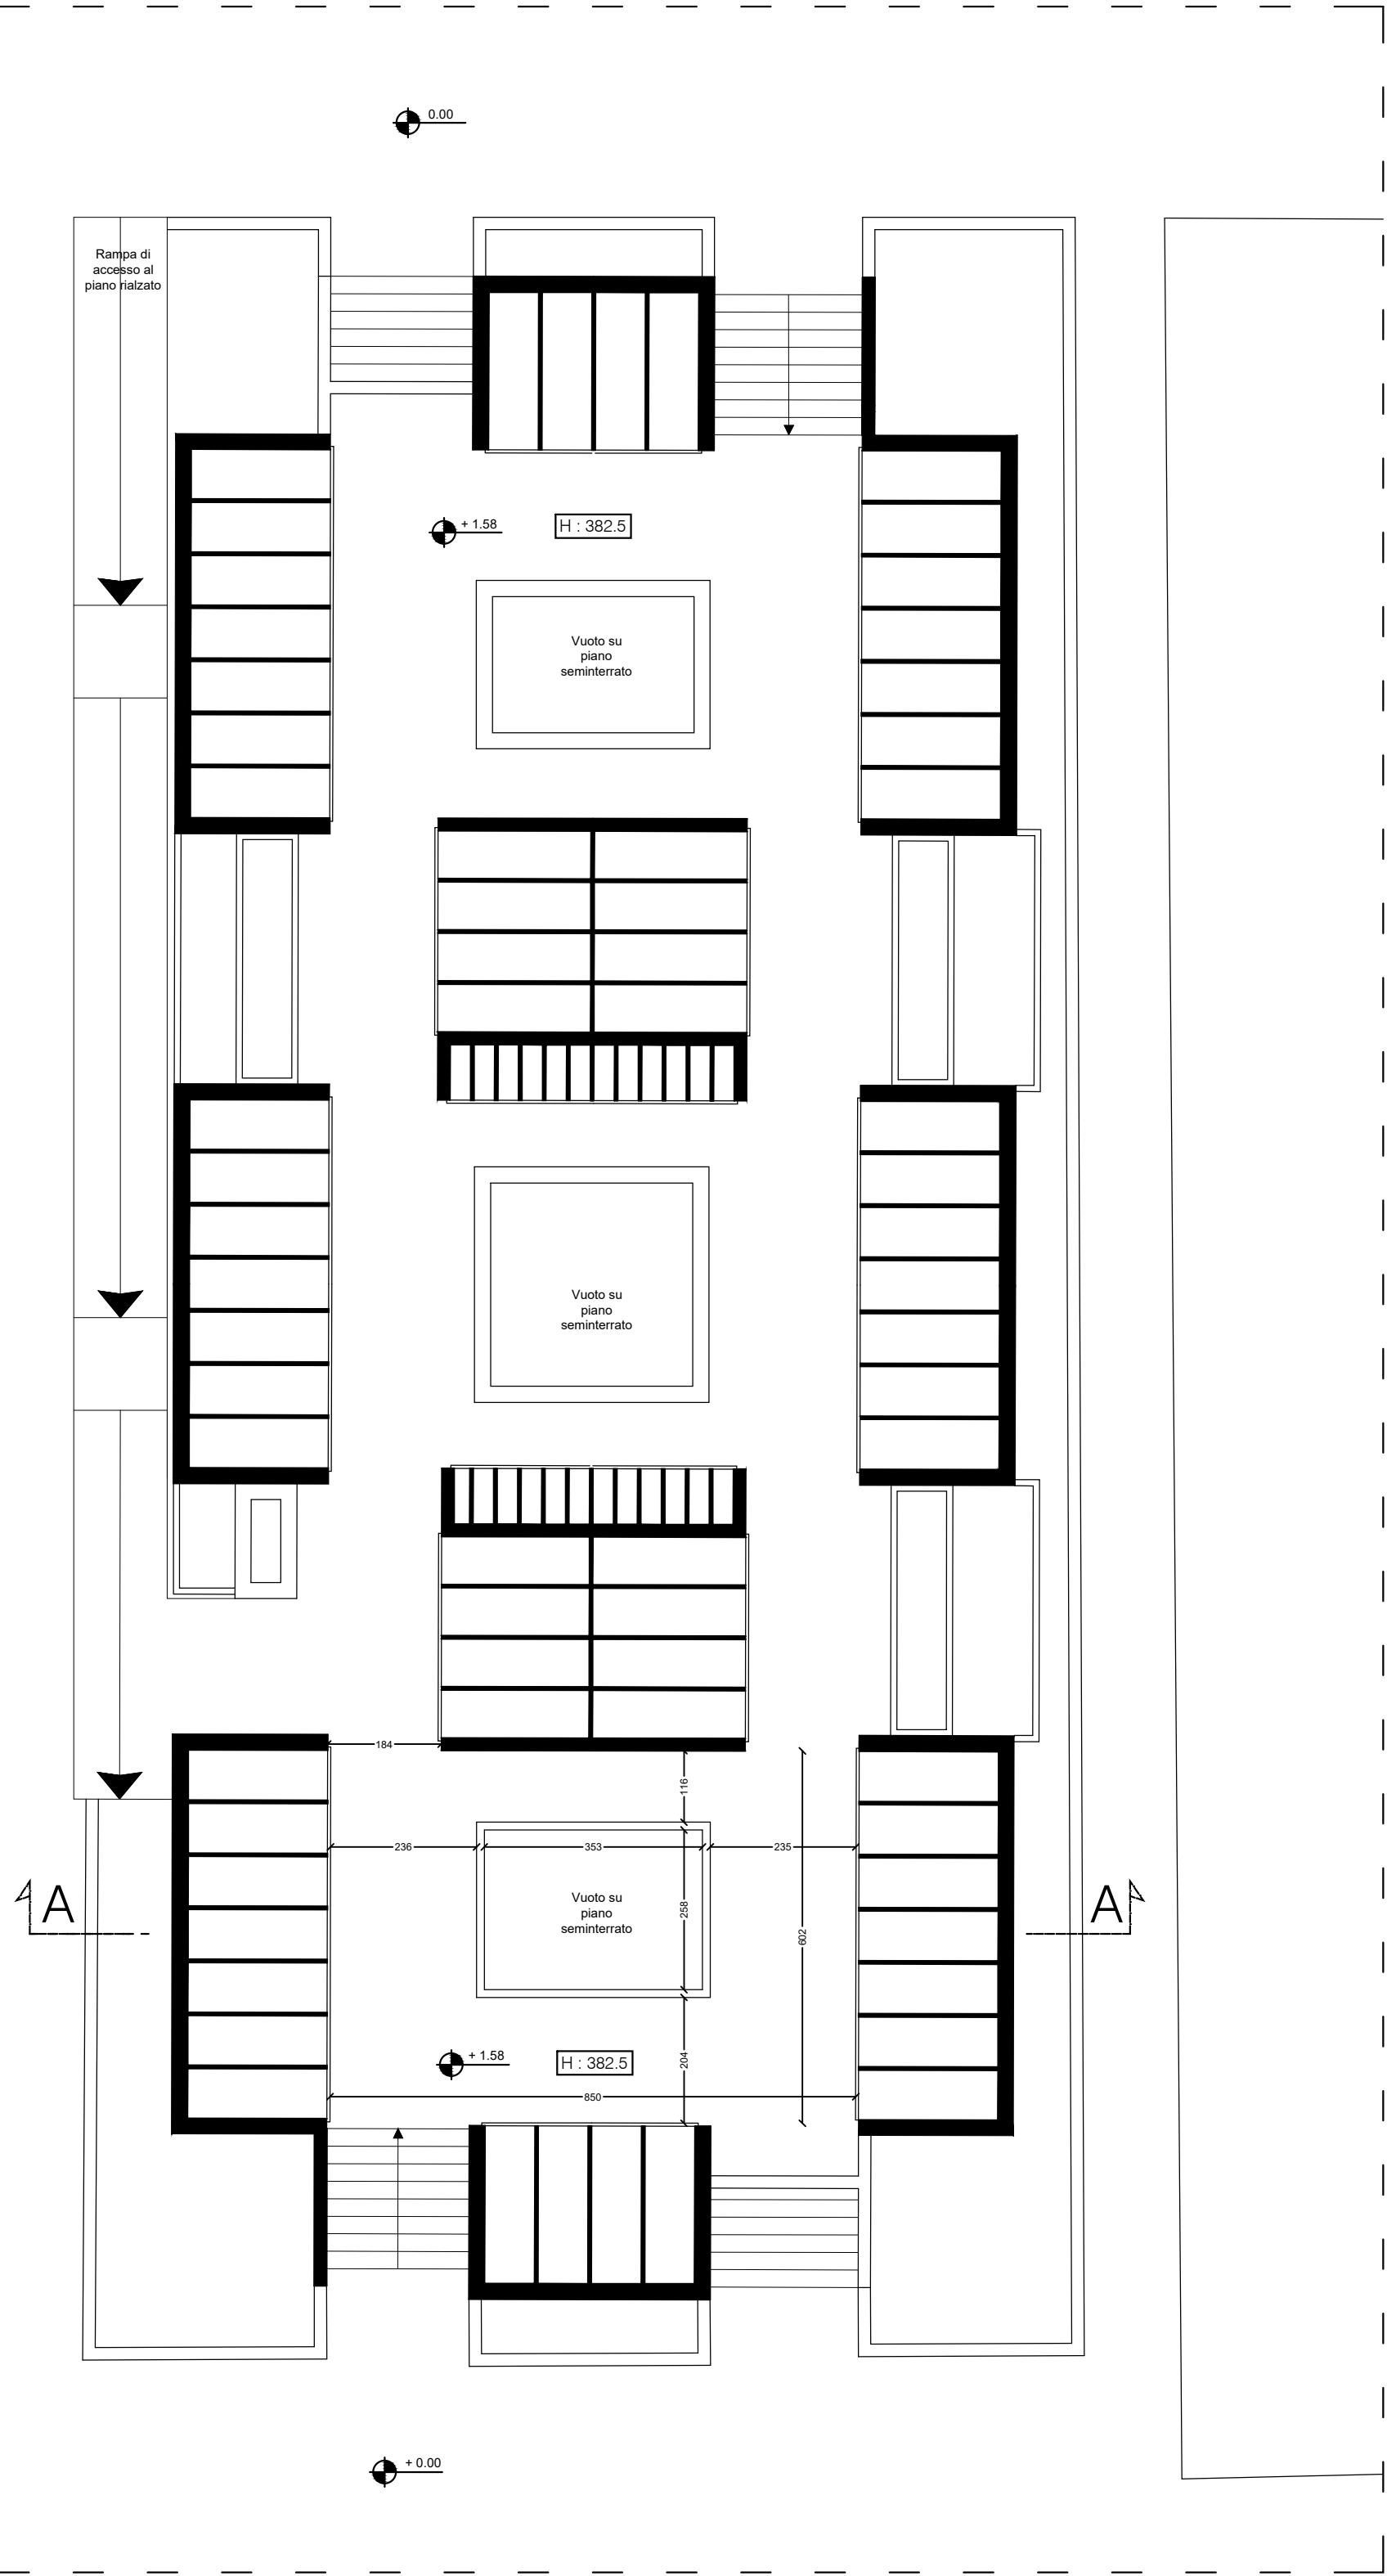 0.00
Rampa di
accesso al
piano rialzato
+ 1.58
H : 382.5
Vuoto su
piano
seminterrato
Vuoto su
piano
seminterrato
184
116
236
353
235
A
Vuoto su
piano
seminterrato
258
602
A
+ 1.58
H : 382.5
204
850
+ 0.00